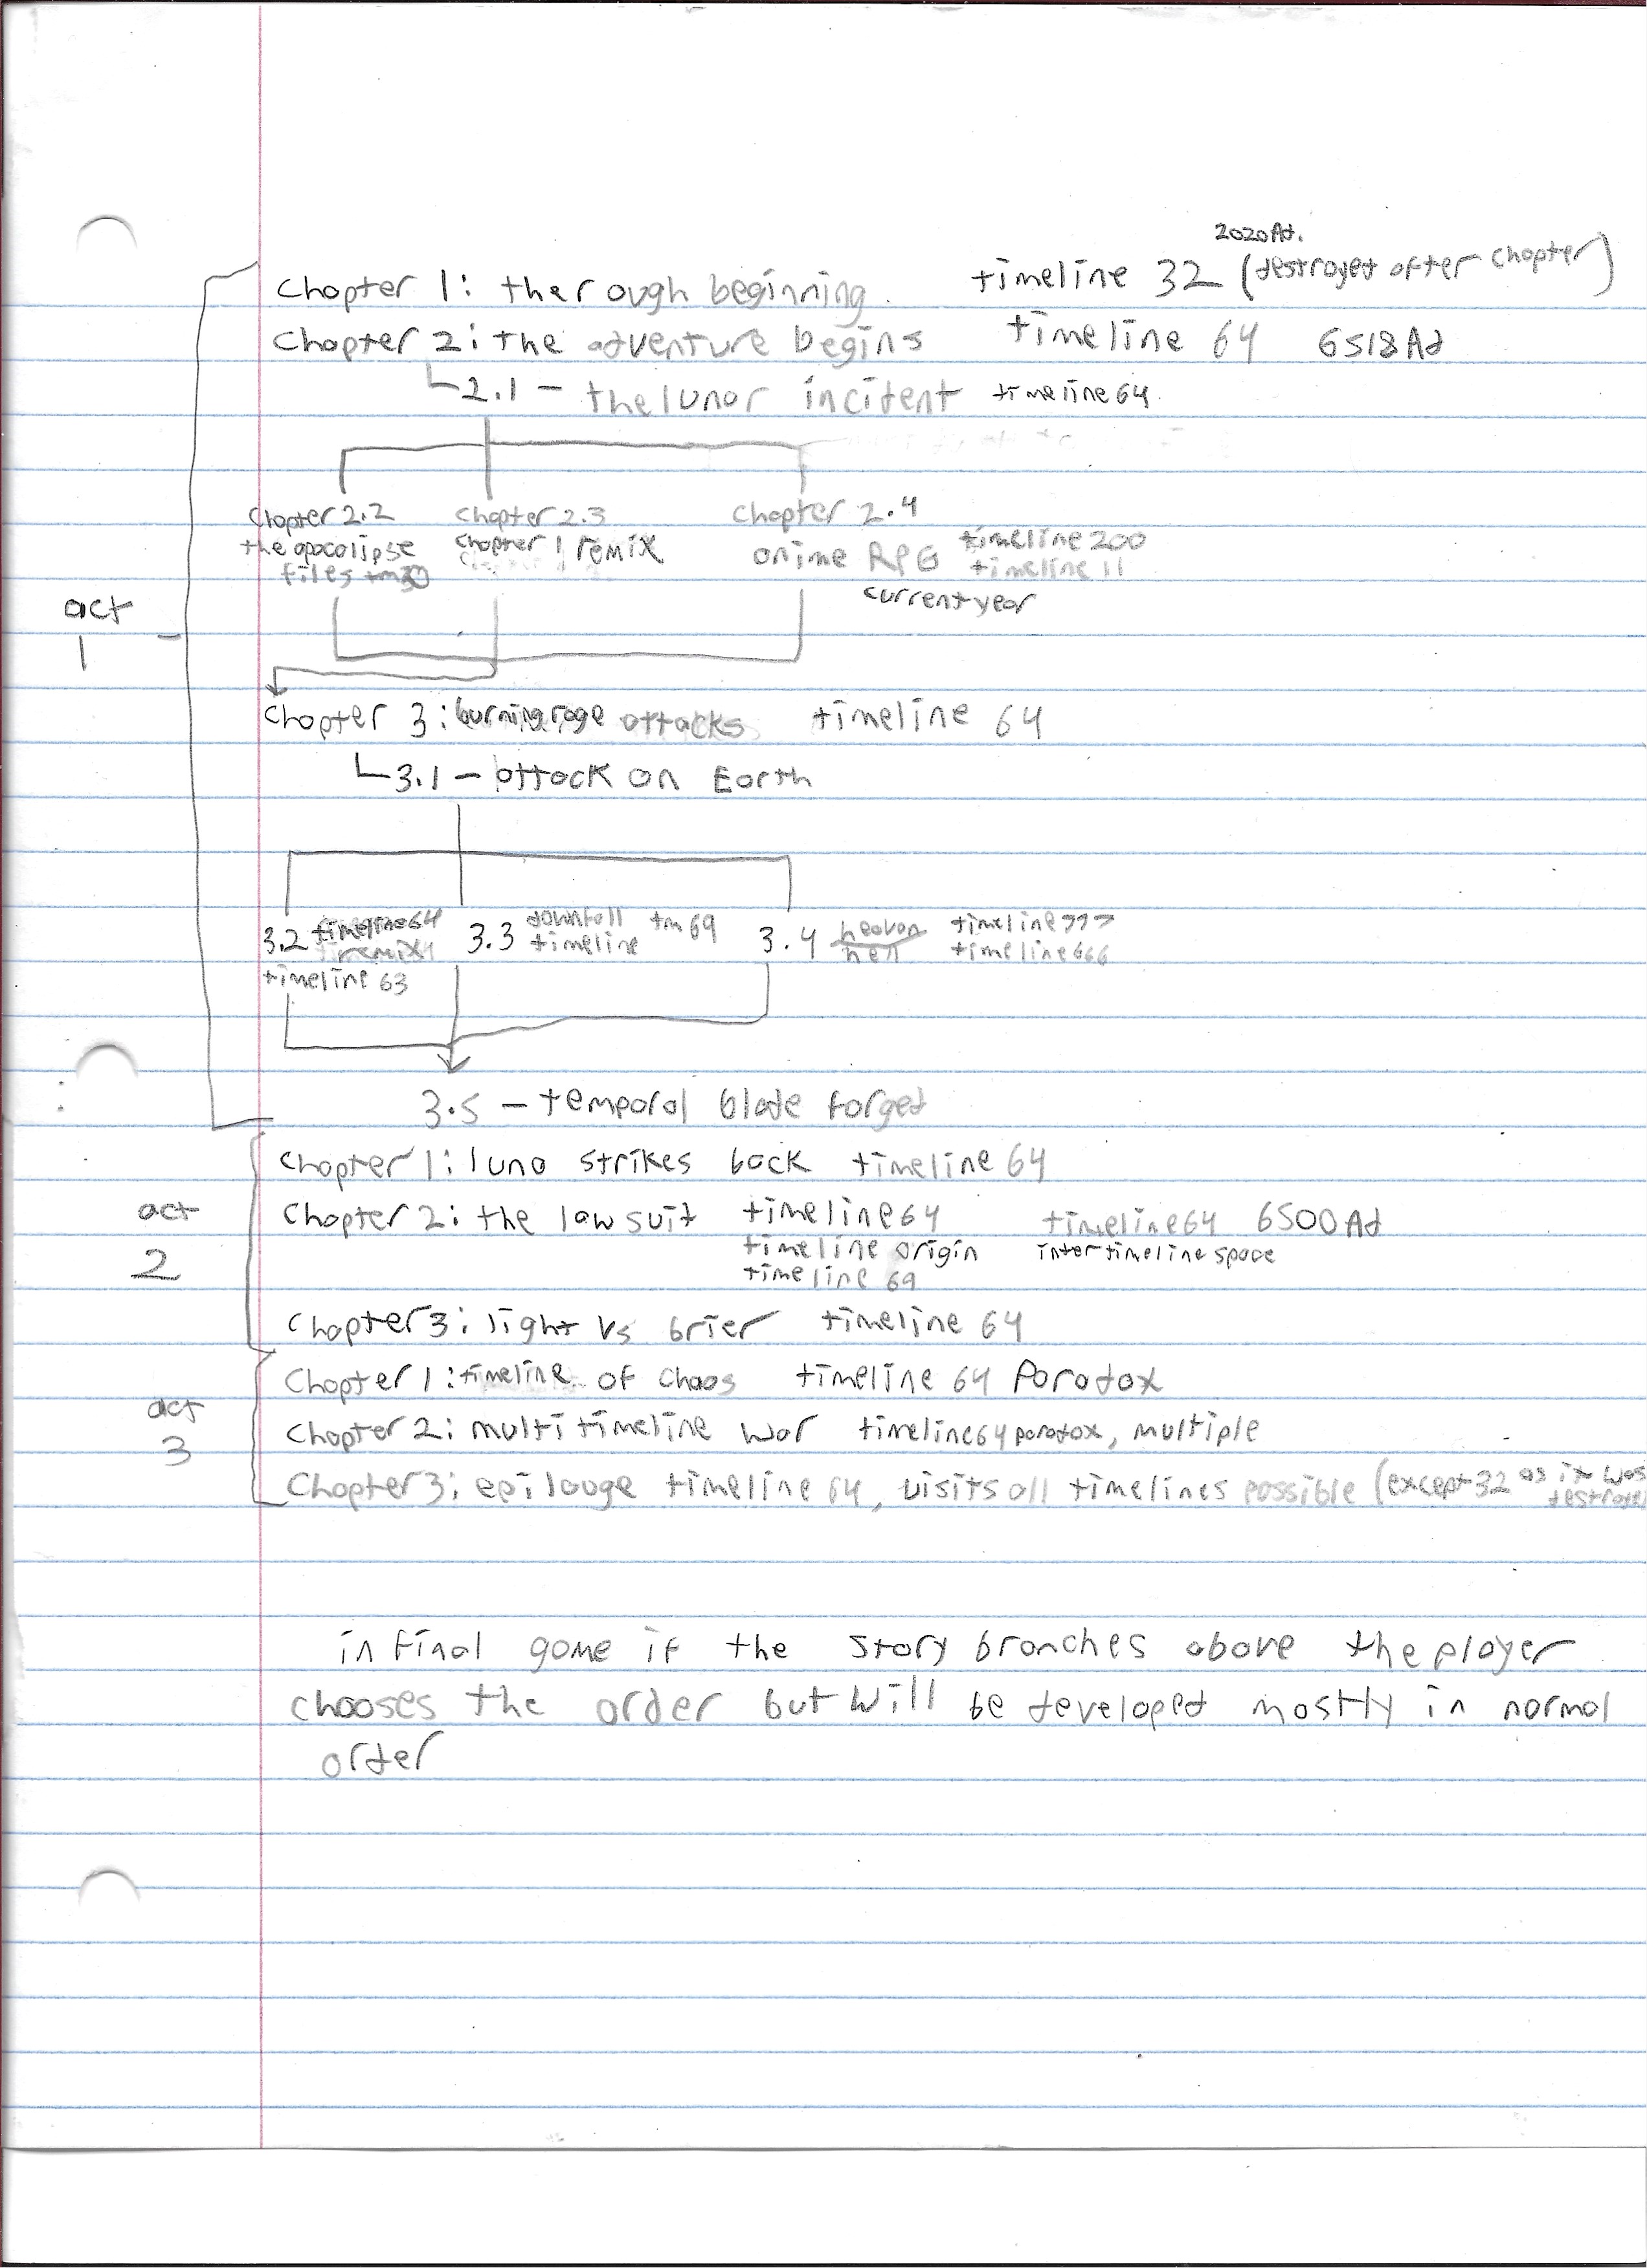 2020Ad.
Chapter 1: the rough beginning. timeline 32 (destroyed after chapter)
Chapter 2: the adventure begins timeline 64 6518 Ad
2.1 - the lunar incident timeline 64
Chapter 2.2 Chapter 2.3 Chapter 2.4
the apocolipse chapter 1 remix anime RPG timeline 200
files timeline 11
current year
act
1
Chapter 3: burning rage attacks timeline 64
3.1 - attack on Earth
3.2 timeline 64 3.3 downfall tm 69 3.4 heaven timeline 777
remix timeline hell timeline 666
timeline 63
3.5 - temporal blade forged
Chapter 1: luna strikes back timeline 64
act
2
Chapter 2: the lawsuit timeline 64 timeline 64 6500 Ad
timeline origin inter timeline space
timeline 69
Chapter 3: light vs brier timeline 64
Chapter 1: timeline of chaos timeline 64 Paradox
act
3
Chapter 2: multi timeline war timeline 64 paradox, multiple
Chapter 3: epilouge timeline 64, visits all timelines possible (except 32 as it was
in final game if the story branches above the player
chooses the order but will be developed mostly in normal
order